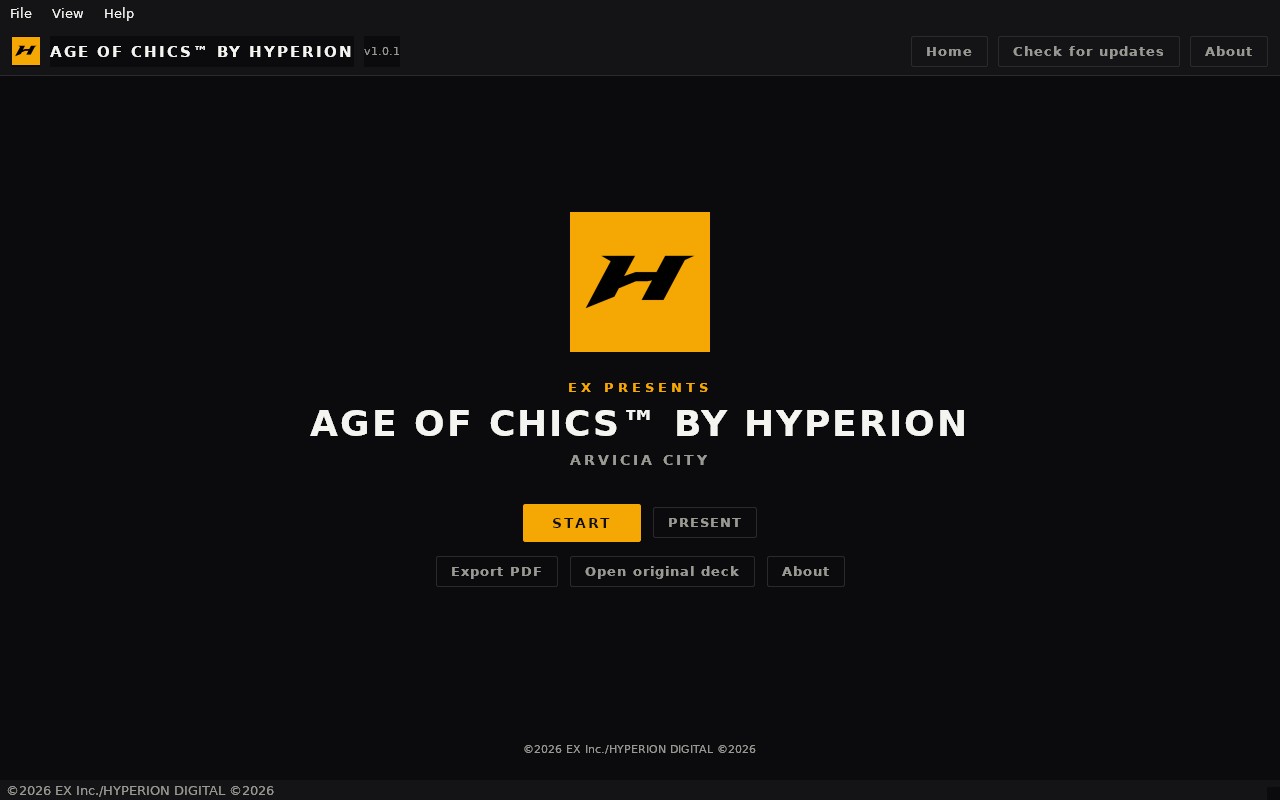 File View Help
AGE OF CHICS™ BY HYPERION v1.0.1 Home Check for updates About
EX PRESENTS
AGE OF CHICS™ BY HYPERION
ARVICIA CITY
START PRESENT
Export PDF Open original deck About
©2026 EX Inc./HYPERION DIGITAL ©2026
©2026 EX Inc./HYPERION DIGITAL ©2026